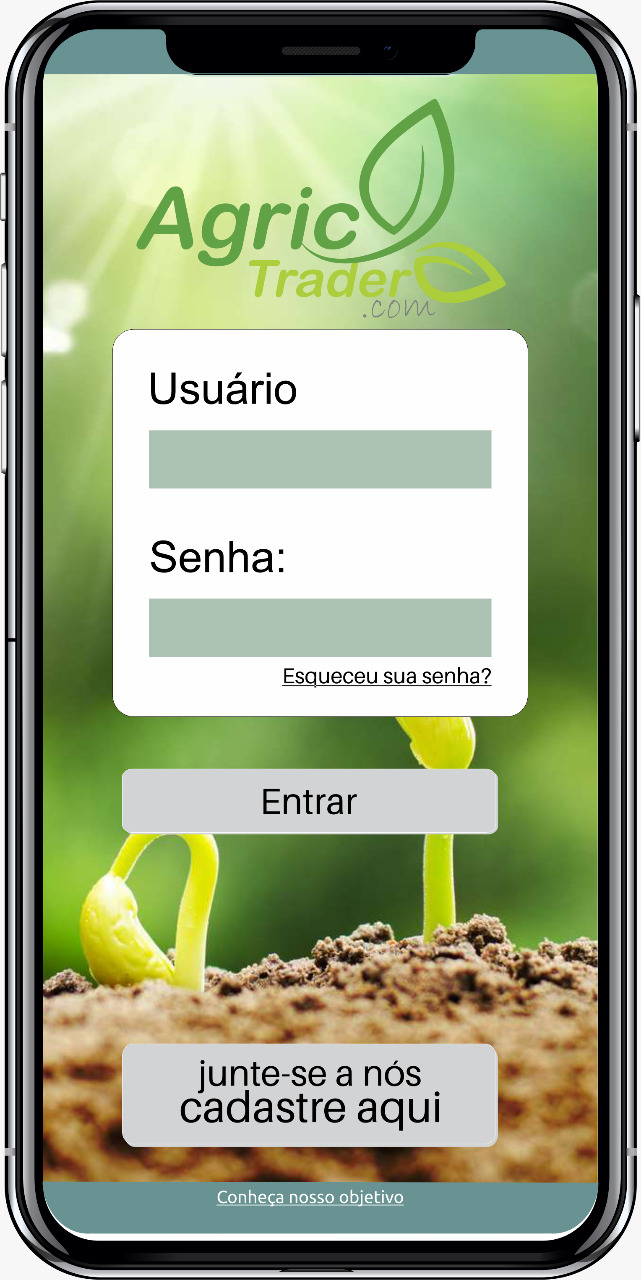 Agric
Trader
.com
Usuário
Senha:
Esqueceu sua senha?
Entrar
junte-se a nós
cadastre aqui
Conheça nosso objetivo